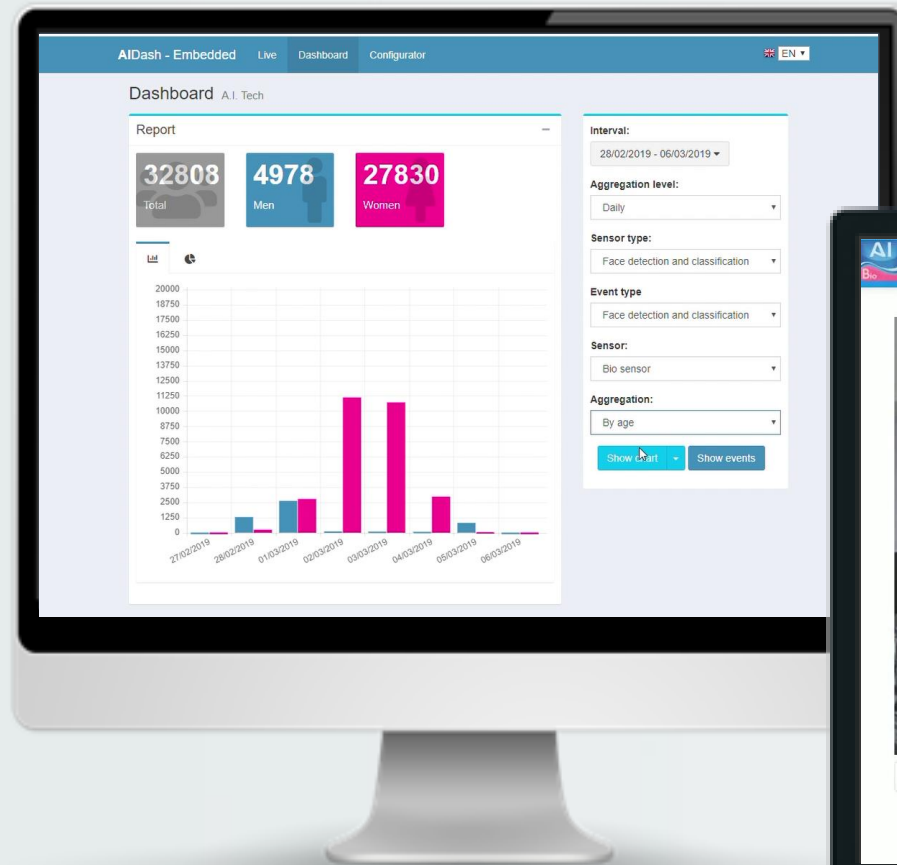 AIDash - Embedded Live Dashboard Configurator EN
Dashboard A.I. Tech
Report
32808
Total
4978
Men
27830
Women
20000
18750
17500
16250
15000
13750
12500
11250
10000
8750
7500
6250
5000
3750
2500
1250
0
27/02/2019
28/02/2019
01/03/2019
02/03/2019
03/03/2019
04/03/2019
05/03/2019
06/03/2019
Interval:
28/02/2019 - 06/03/2019
Aggregation level:
Daily
Sensor type:
Face detection and classification
Event type
Face detection and classification
Sensor:
Bio sensor
Aggregation:
By age
Show chart Show events
AI
Bio